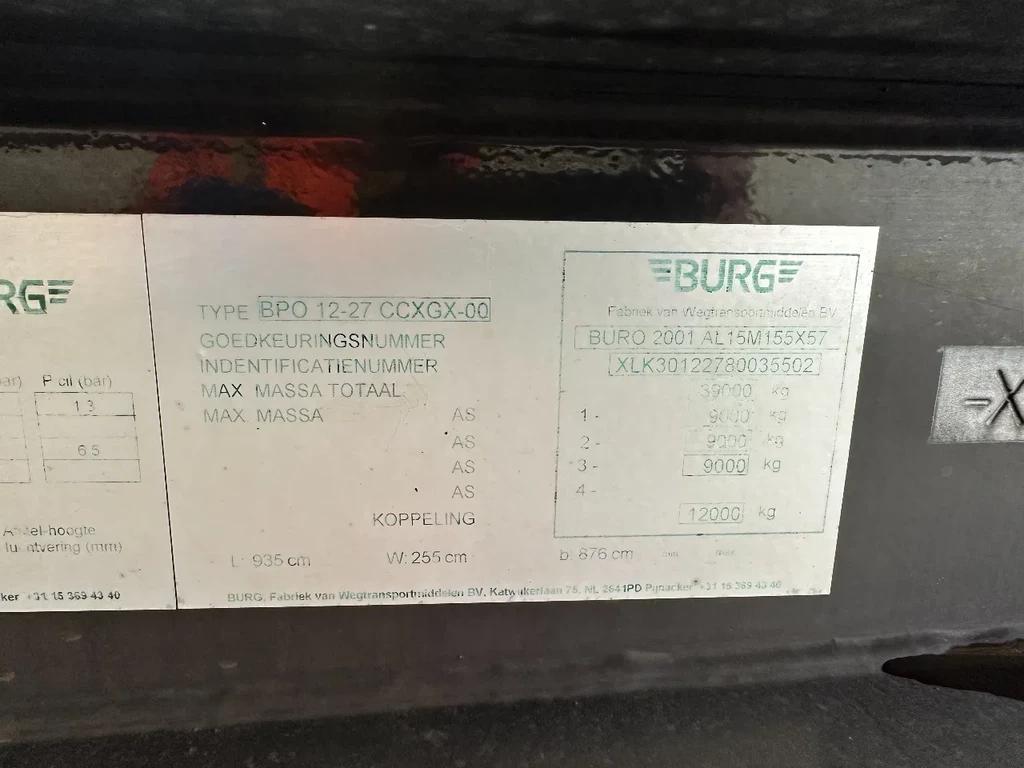 RG
ar) P cil (bar)
1.3
6.5
hoogte
(mm)
ker +31 15 369 43 40
TYPE BPO 12-27 CCXGX-00
GOEDKEURINGSNUMMER
INDENTIFICATIENUMMER
MAX MASSA TOTAAL
MAX MASSA AS
AS
AS
AS
KOPPELING
L: 935 cm W: 255 cm b: 876 cm
BURG
Fabriek van Wegtransportmiddelen BV
BURO 2001 AL15M155X57
XLK30122780035502
39000 kg
1 - 9000 kg
2 - 9000 kg
3 - 9000 kg
4 -
12000 kg
BURG, Fabriek van Wegtransportmiddelen BV, Katwijkerlaan 75, NL 2641PD Pijnacker +31 15 369 43 40
-X